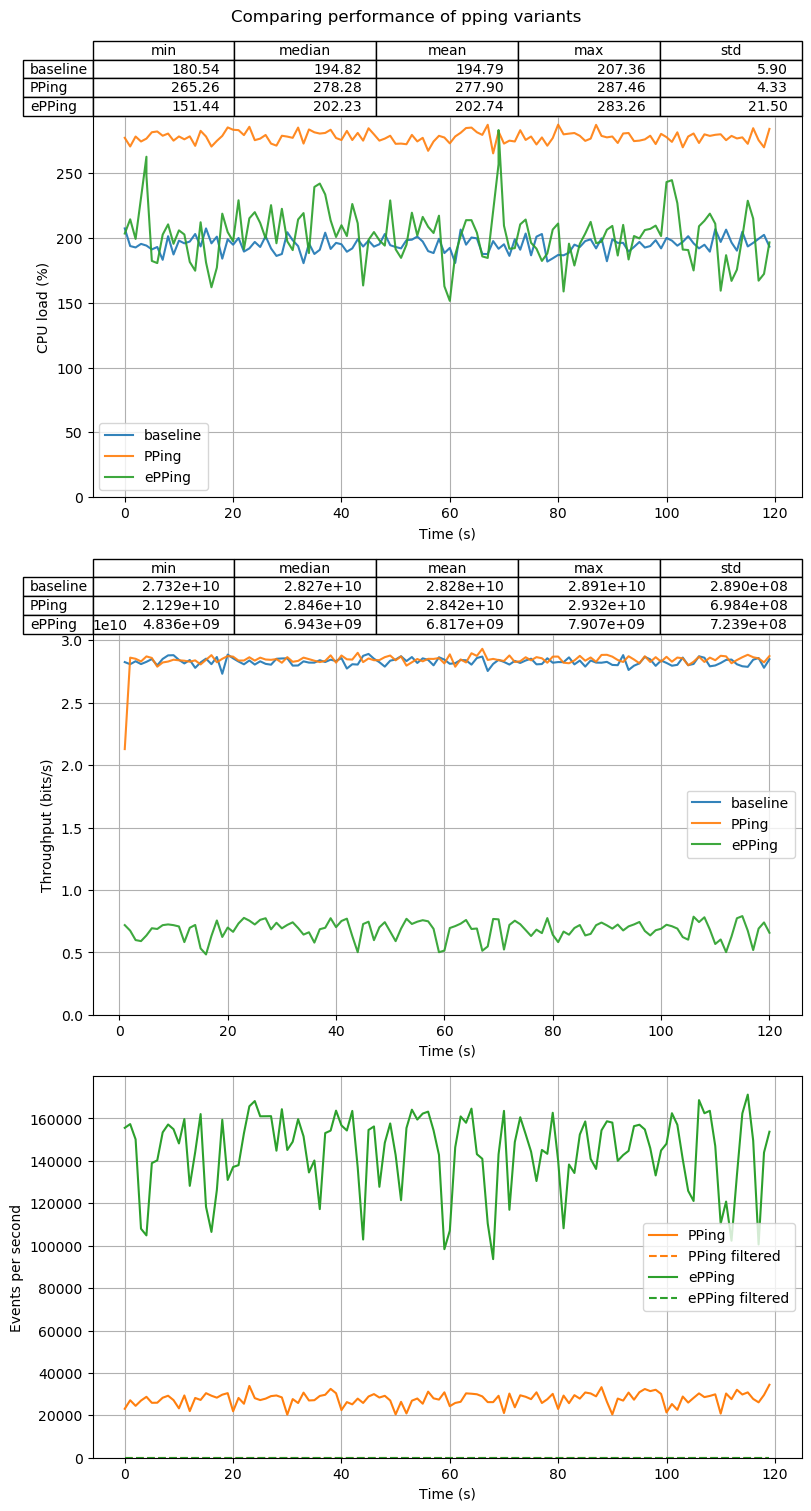 Comparing performance of pping variants
min median mean max std
baseline 180.54 194.82 194.79 207.36 5.90
PPing 265.26 278.28 277.90 287.46 4.33
ePPing 151.44 202.23 202.74 283.26 21.50
250
200
150
100
50
0
CPU load (%)
baseline
PPing
ePPing
0 20 40 60 80 100 120
Time (s)
min median mean max std
baseline 2.732e+10 2.827e+10 2.828e+10 2.891e+10 2.890e+08
PPing 2.129e+10 2.846e+10 2.842e+10 2.932e+10 6.984e+08
ePPing 4.836e+09 6.943e+09 6.817e+09 7.907e+09 7.239e+08
1e10
3.0
2.5
2.0
1.5
1.0
0.5
0.0
Throughput (bits/s)
baseline
PPing
ePPing
0 20 40 60 80 100 120
Time (s)
160000
140000
120000
100000
80000
60000
40000
20000
0
Events per second
PPing
PPing filtered
ePPing
ePPing filtered
0 20 40 60 80 100 120
Time (s)